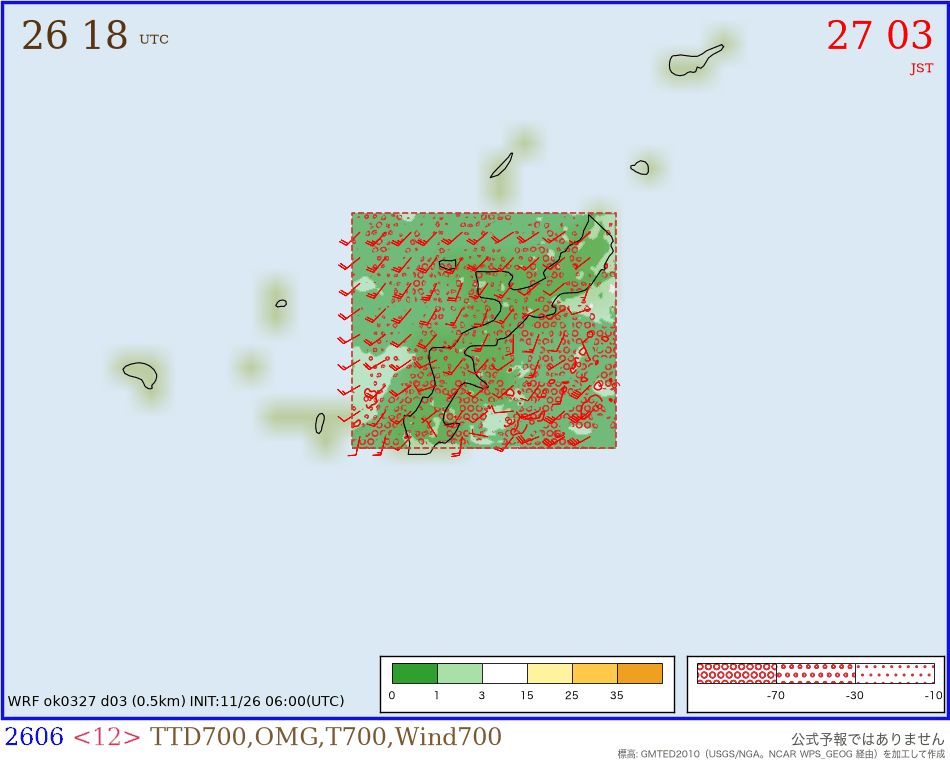 26 18 UTC
27 03
JST
0 1 3 15 25 35
-70 -30 -10
WRF ok0327 d03 (0.5km) INIT:11/26 06:00(UTC)
2606 <12> TTD700,OMG,T700,Wind700
公式予報ではありません
標高: GMTED2010（USGS/NGA。NCAR WPS_GEOG 経由）を加工して作成